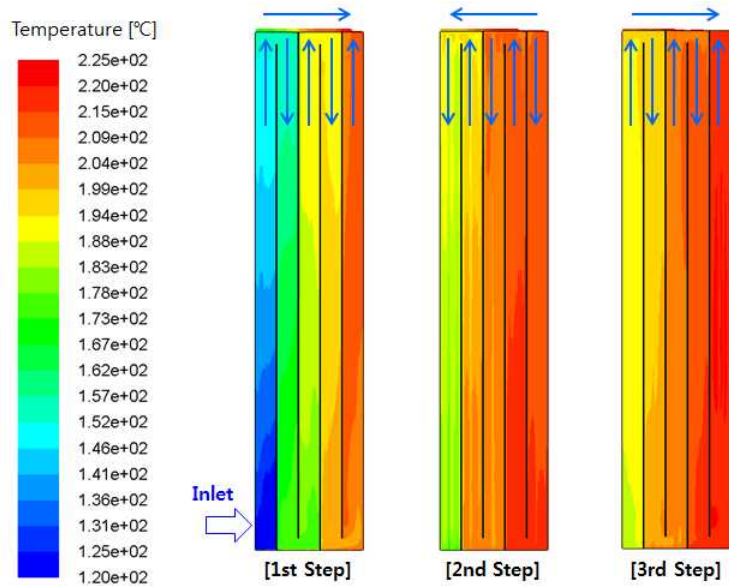 Temperature [℃]
2.25e+02
2.20e+02
2.15e+02
2.09e+02
2.04e+02
1.99e+02
1.94e+02
1.88e+02
1.83e+02
1.78e+02
1.73e+02
1.67e+02
1.62e+02
1.57e+02
1.52e+02
1.41e+02
1.36e+02
1.31e+02
1.25e+02
1.20e+02
Inlet
[1st Step]
[2nd Step]
[3rd Step]